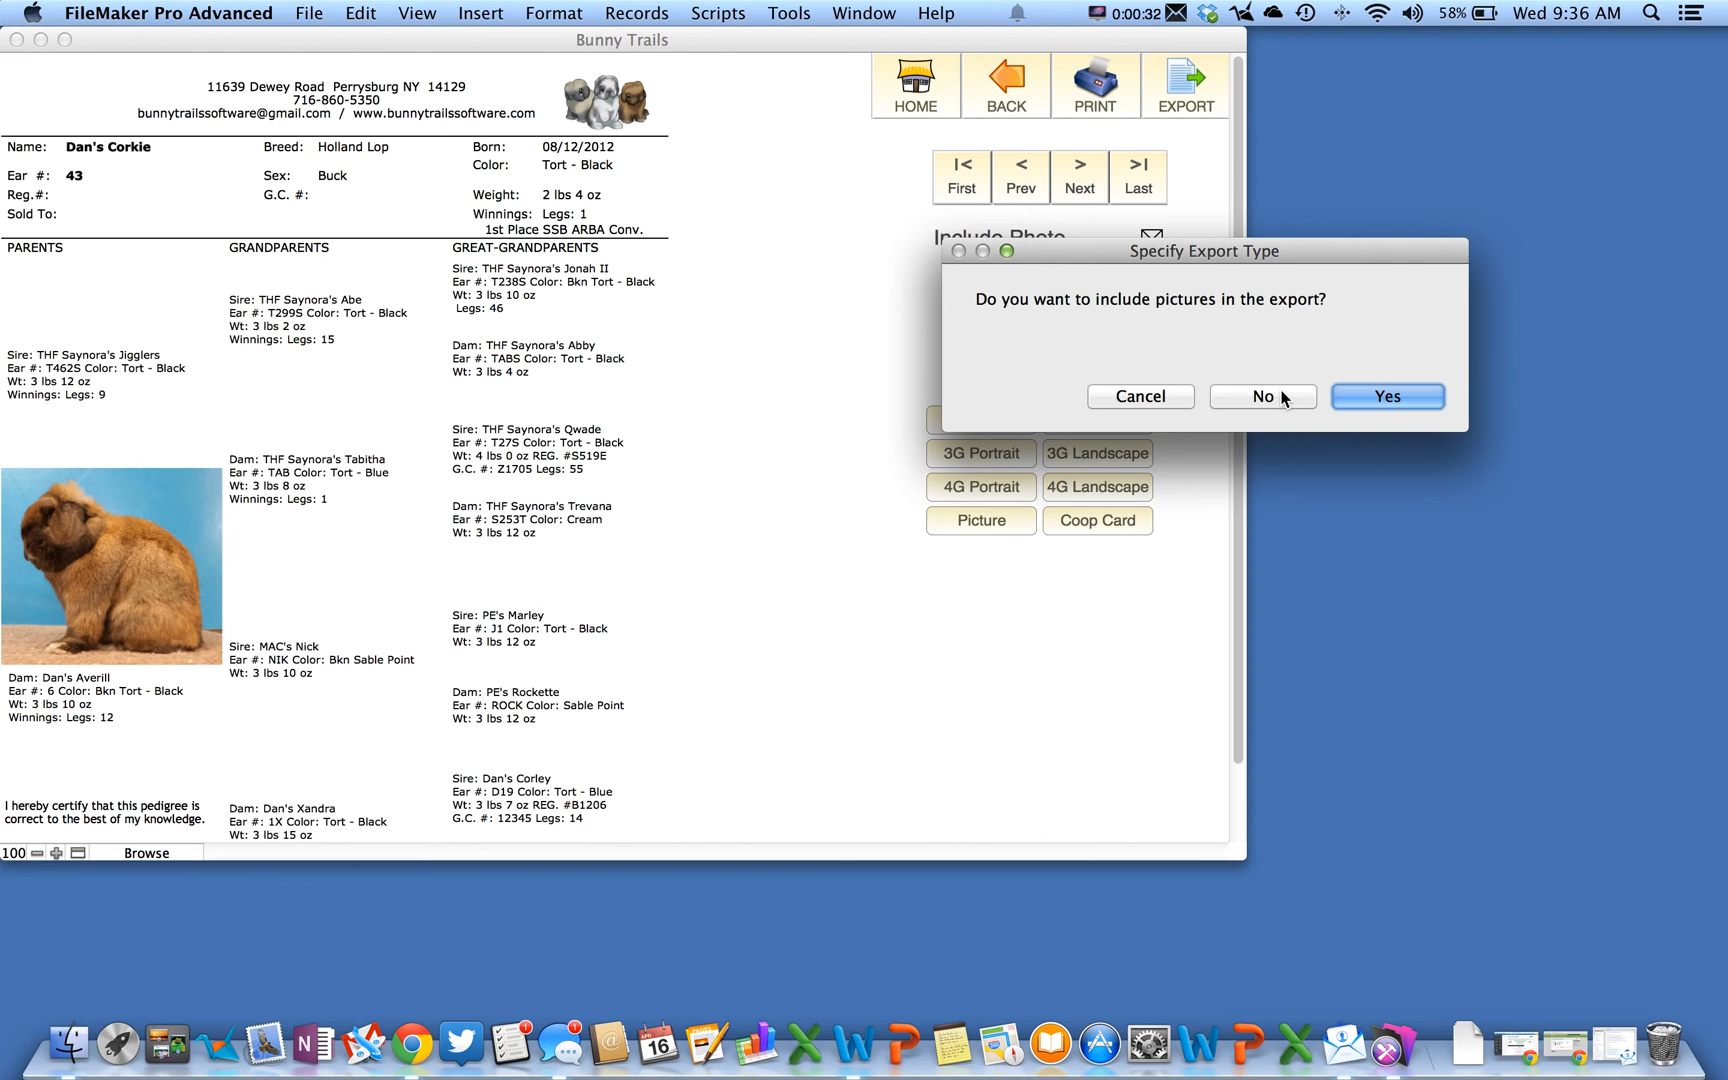 FileMaker Pro Advanced File Edit View Insert Format Records Scripts Tools Window Help 0:00:32 58% Wed 9:36 AM
Bunny Trails
11639 Dewey Road Perrysburg NY 14129
716-860-5350
bunnytrailssoftware@gmail.com / www.bunnytrailssoftware.com
HOME BACK PRINT EXPORT
Name: Dan's Corkie Breed: Holland Lop Born: 08/12/2012
Color: Tort - Black
Ear #: 43 Sex: Buck
Reg.#: G.C. #: Weight: 2 lbs 4 oz
Sold To: Winnings: Legs: 1
1st Place SSB ARBA Conv.
|< < > >|
First Prev Next Last
Include Photo
PARENTS GRANDPARENTS GREAT-GRANDPARENTS
Sire: THF Saynora's Jigglers
Ear #: T462S Color: Tort - Black
Wt: 3 lbs 12 oz
Winnings: Legs: 9
Dam: Dan's Averill
Ear #: 6 Color: Bkn Tort - Black
Wt: 3 lbs 10 oz
Winnings: Legs: 12
I hereby certify that this pedigree is
correct to the best of my knowledge.
Sire: THF Saynora's Abe
Ear #: T299S Color: Tort - Black
Wt: 3 lbs 2 oz
Winnings: Legs: 15
Dam: THF Saynora's Tabitha
Ear #: TAB Color: Tort - Blue
Wt: 3 lbs 8 oz
Winnings: Legs: 1
Sire: MAC's Nick
Ear #: NIK Color: Bkn Sable Point
Wt: 3 lbs 10 oz
Dam: Dan's Xandra
Ear #: 1X Color: Tort - Black
Wt: 3 lbs 15 oz
Sire: THF Saynora's Jonah II
Ear #: T238S Color: Bkn Tort - Black
Wt: 3 lbs 10 oz
Legs: 46
Dam: THF Saynora's Abby
Ear #: TABS Color: Tort - Black
Wt: 3 lbs 4 oz
Sire: THF Saynora's Qwade
Ear #: T27S Color: Tort - Black
Wt: 4 lbs 0 oz REG. #S519E
G.C. #: Z1705 Legs: 55
Dam: THF Saynora's Trevana
Ear #: S253T Color: Cream
Wt: 3 lbs 12 oz
Sire: PE's Marley
Ear #: J1 Color: Tort - Black
Wt: 3 lbs 12 oz
Dam: PE's Rockette
Ear #: ROCK Color: Sable Point
Wt: 3 lbs 12 oz
Sire: Dan's Corley
Ear #: D19 Color: Tort - Blue
Wt: 3 lbs 7 oz REG. #B1206
G.C. #: 12345 Legs: 14
Specify Export Type
Do you want to include pictures in the export?
Cancel No Yes
3G Portrait 3G Landscape
4G Portrait 4G Landscape
Picture Coop Card
100 Browse
N 1 1 @ APR 16 PAGES X W P W P X